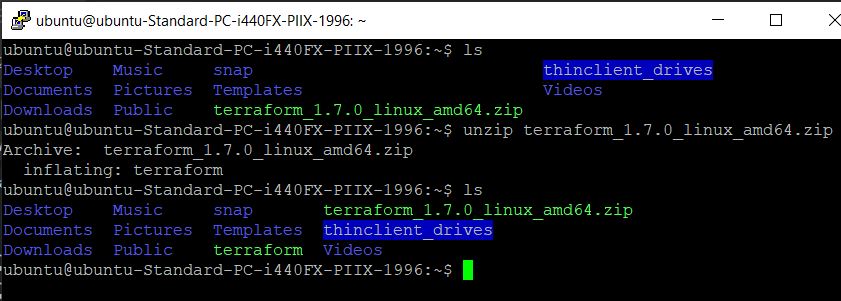 ubuntu@ubuntu-Standard-PC-i440FX-PIIX-1996: ~
ubuntu@ubuntu-Standard-PC-i440FX-PIIX-1996:~$ ls
Desktop Music snap thinclient_drives
Documents Pictures Templates Videos
Downloads Public terraform_1.7.0_linux_amd64.zip
ubuntu@ubuntu-Standard-PC-i440FX-PIIX-1996:~$ unzip terraform_1.7.0_linux_amd64.zip
Archive: terraform_1.7.0_linux_amd64.zip
inflating: terraform
ubuntu@ubuntu-Standard-PC-i440FX-PIIX-1996:~$ ls
Desktop Music snap terraform_1.7.0_linux_amd64.zip
Documents Pictures Templates thinclient_drives
Downloads Public terraform Videos
ubuntu@ubuntu-Standard-PC-i440FX-PIIX-1996:~$